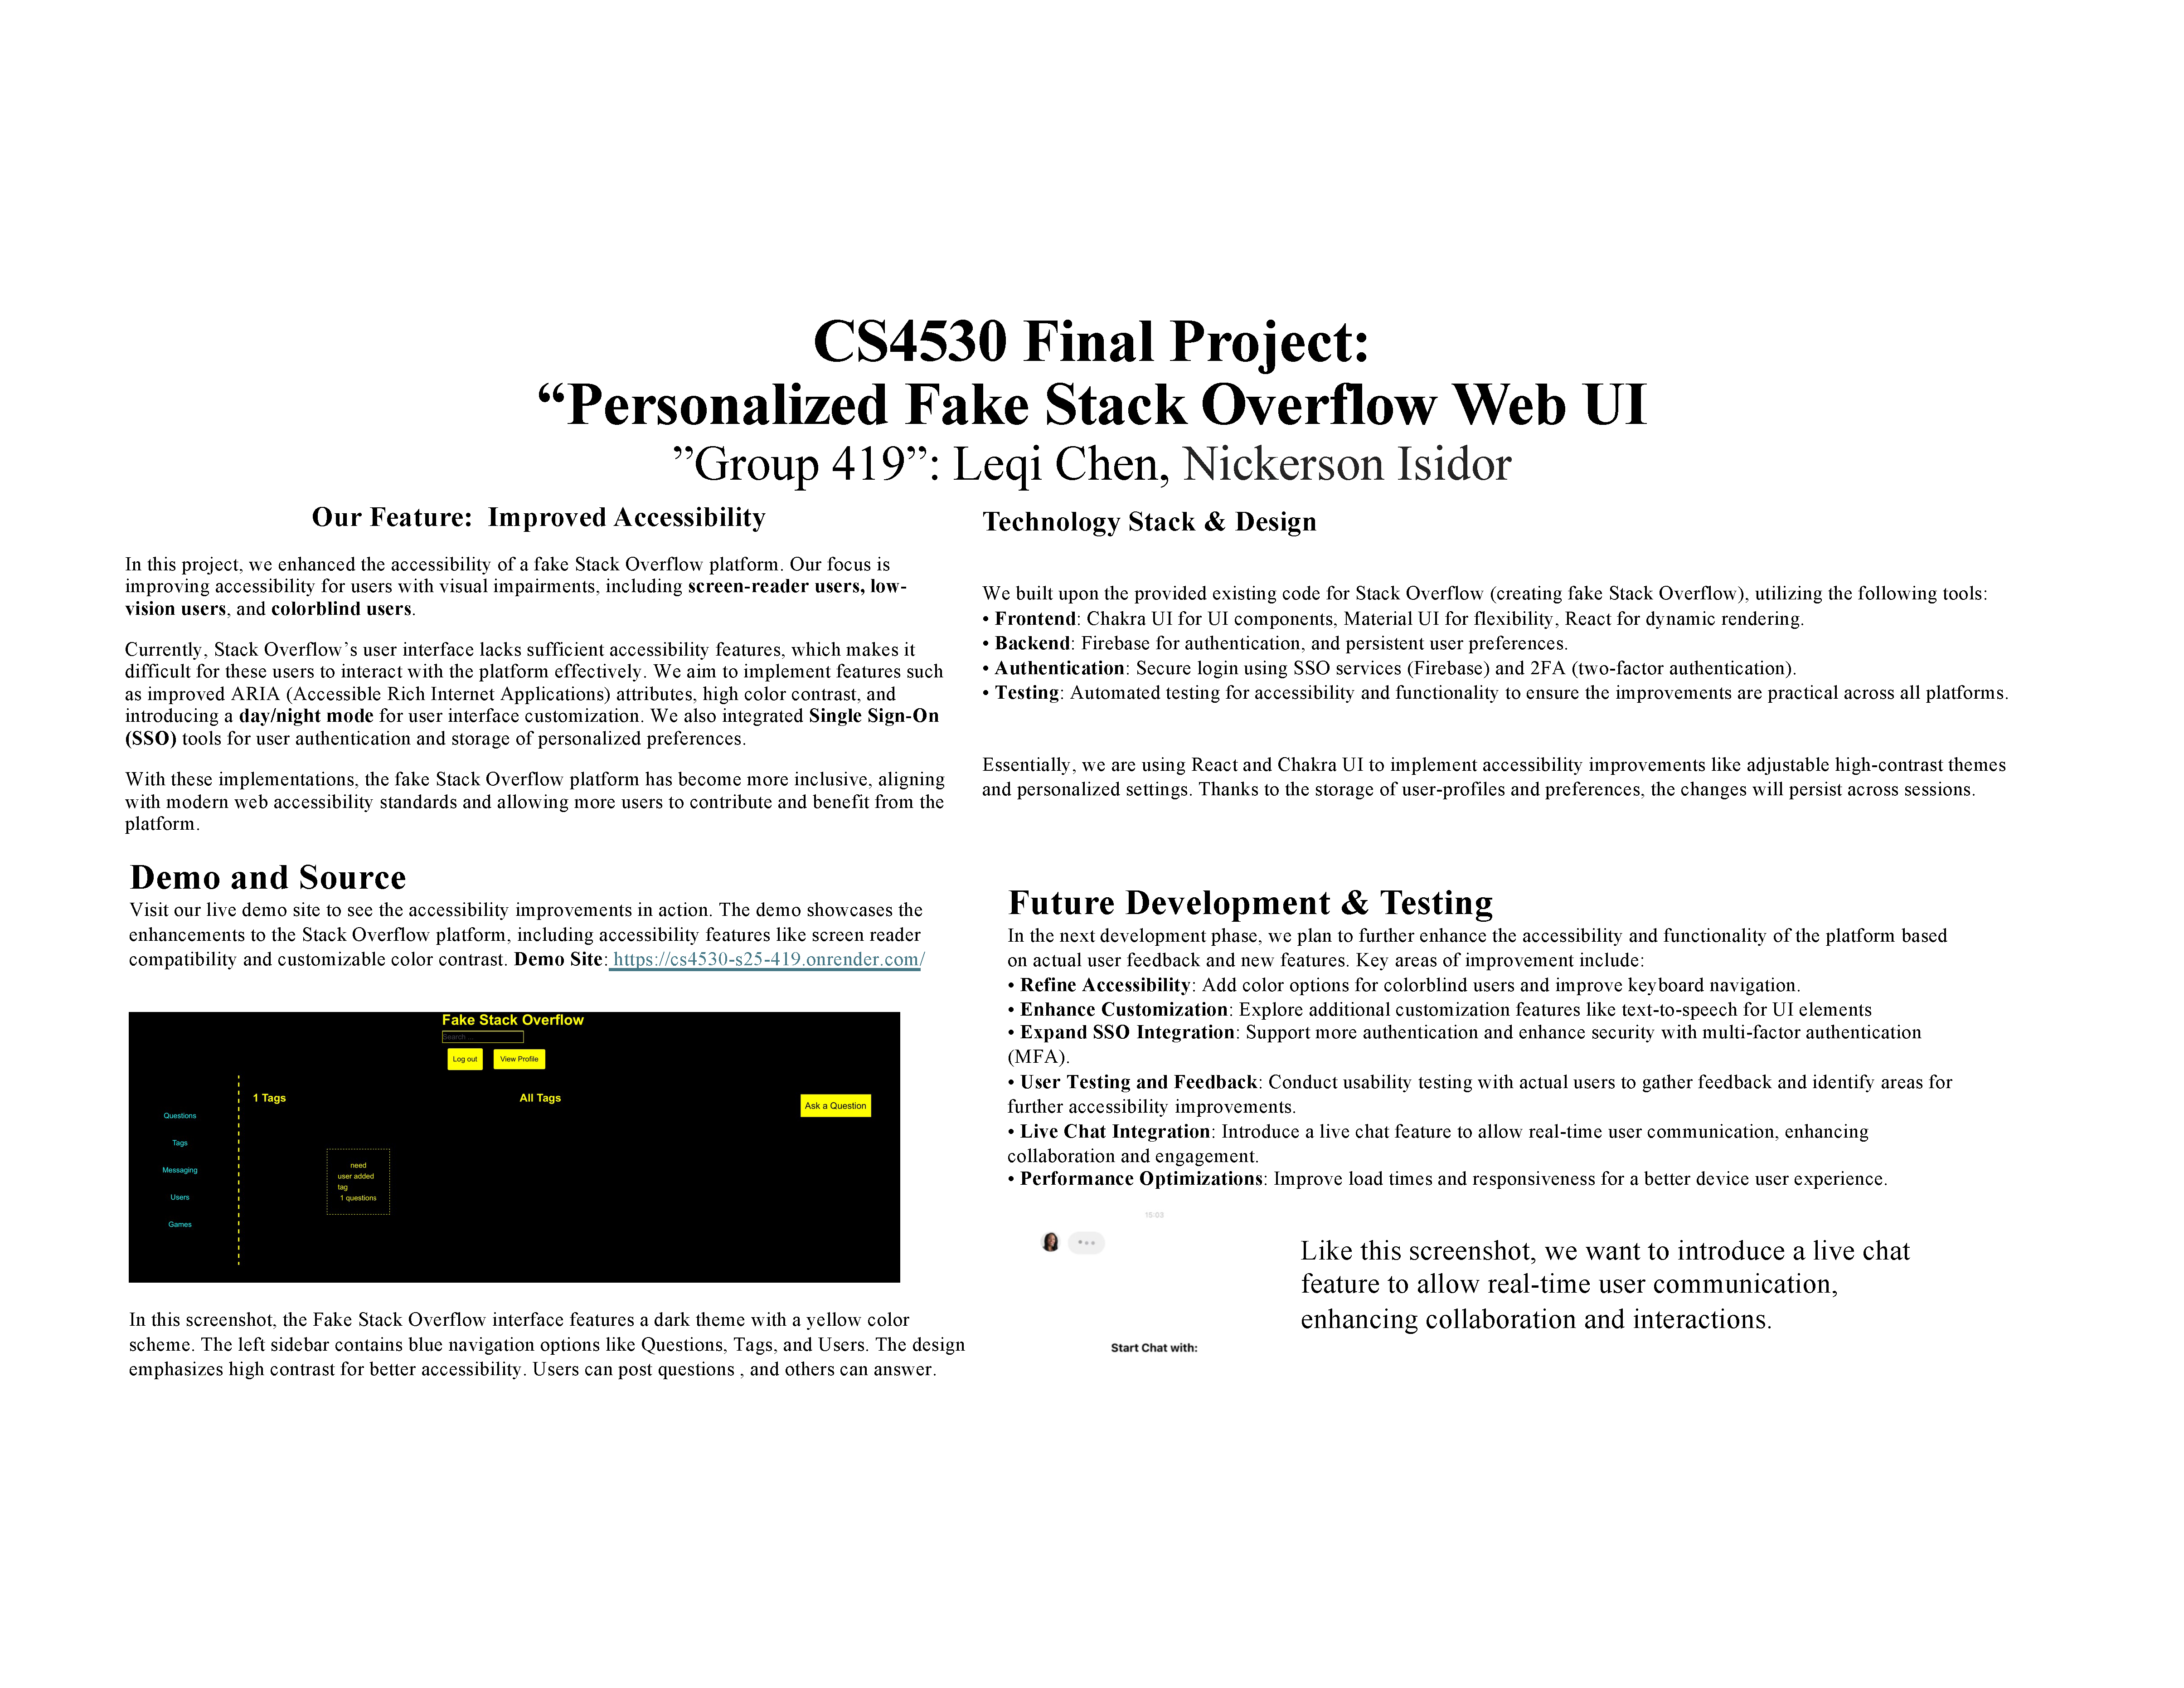 CS4530 Final Project:
“Personalized Fake Stack Overflow Web UI
”Group 419”: Leqi Chen, Nickerson Isidor
Our Feature:  Improved Accessibility
In this project, we enhanced the accessibility of a fake Stack Overflow platform. Our focus is
improving accessibility for users with visual impairments, including screen-reader users, low-
vision users, and colorblind users.
Currently, Stack Overflow’s user interface lacks sufficient accessibility features, which makes it
difficult for these users to interact with the platform effectively. We aim to implement features such
as improved ARIA (Accessible Rich Internet Applications) attributes, high color contrast, and
introducing a day/night mode for user interface customization. We also integrated Single Sign-On
(SSO) tools for user authentication and storage of personalized preferences.
With these implementations, the fake Stack Overflow platform has become more inclusive, aligning
with modern web accessibility standards and allowing more users to contribute and benefit from the
platform.
Demo and Source
Visit our live demo site to see the accessibility improvements in action. The demo showcases the
enhancements to the Stack Overflow platform, including accessibility features like screen reader
compatibility and customizable color contrast. Demo Site: https://cs4530-s25-419.onrender.com/
Fake Stack Overflow
Search ...
Log out
View Profile
1 Tags
All Tags
Ask a Question
Questions
Tags
Messaging
Users
Games
need
user added
tag
1 questions
In this screenshot, the Fake Stack Overflow interface features a dark theme with a yellow color
scheme. The left sidebar contains blue navigation options like Questions, Tags, and Users. The design
emphasizes high contrast for better accessibility. Users can post questions , and others can answer.
Technology Stack & Design
We built upon the provided existing code for Stack Overflow (creating fake Stack Overflow), utilizing the following tools:
• Frontend: Chakra UI for UI components, Material UI for flexibility, React for dynamic rendering.
• Backend: Firebase for authentication, and persistent user preferences.
• Authentication: Secure login using SSO services (Firebase) and 2FA (two-factor authentication).
• Testing: Automated testing for accessibility and functionality to ensure the improvements are practical across all platforms.
Essentially, we are using React and Chakra UI to implement accessibility improvements like adjustable high-contrast themes
and personalized settings. Thanks to the storage of user-profiles and preferences, the changes will persist across sessions.
Future Development & Testing
In the next development phase, we plan to further enhance the accessibility and functionality of the platform based
on actual user feedback and new features. Key areas of improvement include:
• Refine Accessibility: Add color options for colorblind users and improve keyboard navigation.
• Enhance Customization: Explore additional customization features like text-to-speech for UI elements
• Expand SSO Integration: Support more authentication and enhance security with multi-factor authentication
(MFA).
• User Testing and Feedback: Conduct usability testing with actual users to gather feedback and identify areas for
further accessibility improvements.
• Live Chat Integration: Introduce a live chat feature to allow real-time user communication, enhancing
collaboration and engagement.
• Performance Optimizations: Improve load times and responsiveness for a better device user experience.
15:03
Start Chat with:
Like this screenshot, we want to introduce a live chat
feature to allow real-time user communication,
enhancing collaboration and interactions.